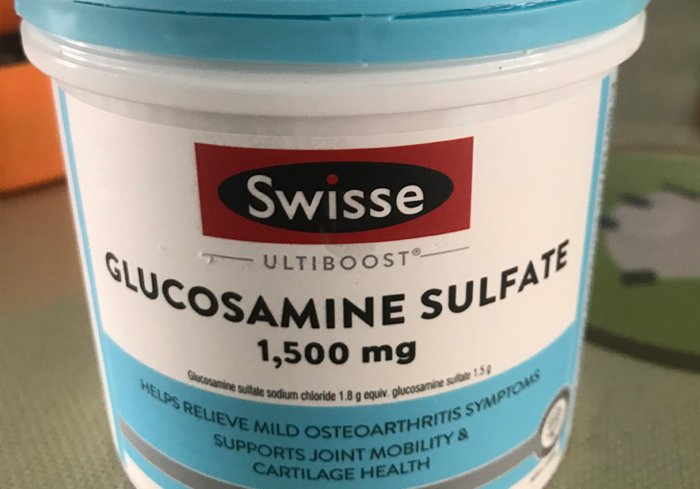 Swisse
ULTIBOOST®
GLUCOSAMINE SULFATE
1,500 mg
Glucosamine sulfate sodium chloride 1.8 g equiv. glucosamine sulfate 1.5 g
HELPS RELIEVE MILD OSTEOARTHRITIS SYMPTOMS
SUPPORTS JOINT MOBILITY &
CARTILAGE HEALTH